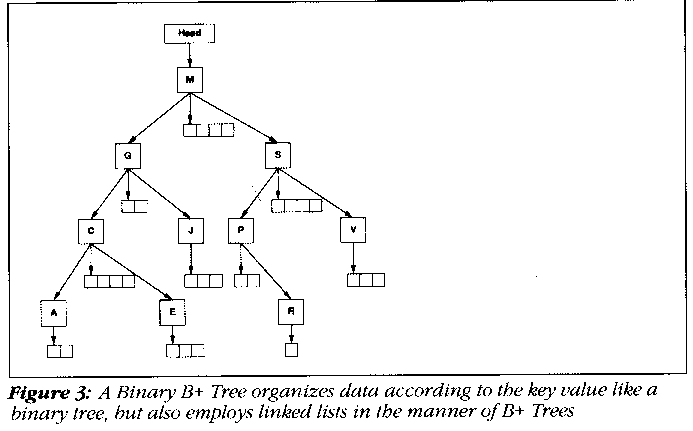 Head
M
G
S
C
J
P
V
A
E
R
Figure 3: A Binary B+ Tree organizes data according to the key value like a
binary tree, but also employs linked lists in the manner of B+ Trees